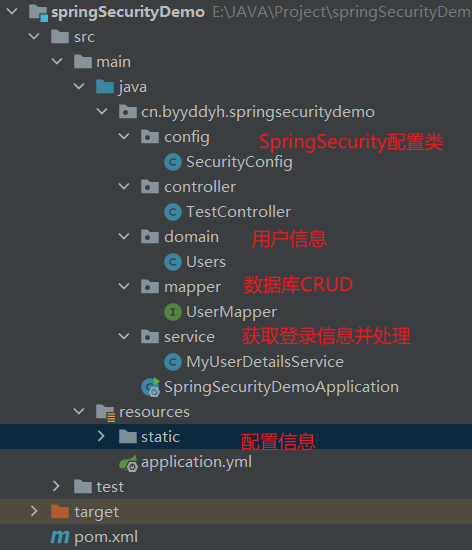 springSecurityDemo E:\JAVA\Project\springSecurityDem
src
main
java
cn.byyddyh.springsecuritydemo
config
SpringSecurity配置类
SecurityConfig
controller
TestController
domain 用户信息
Users
mapper 数据库CRUD
UserMapper
service 获取登录信息并处理
MyUserDetailsService
SpringSecurityDemoApplication
resources
static 配置信息
application.yml
test
target
pom.xml